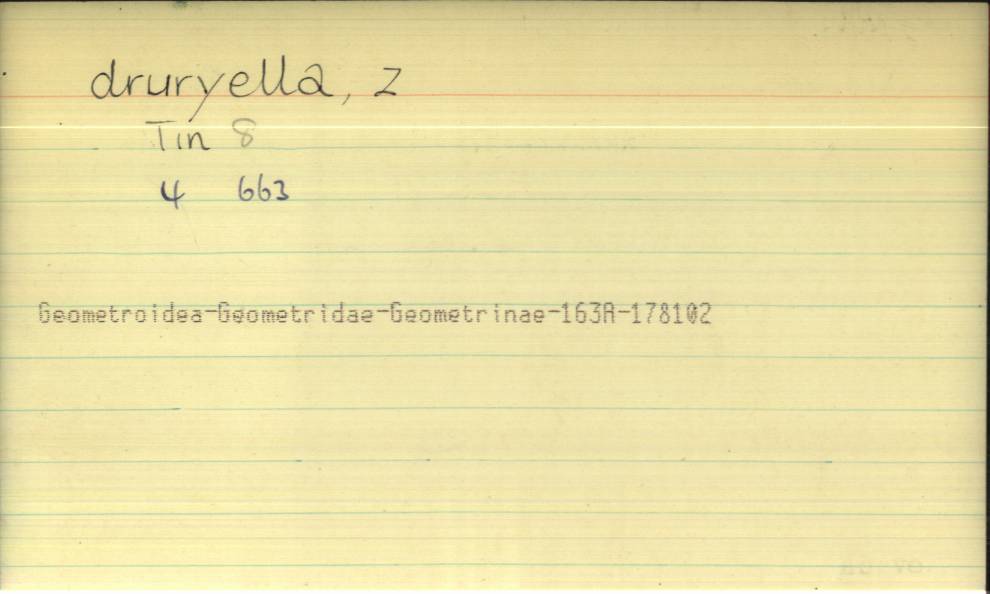 druryella, Z
Tin 8
4 663
Geometroidea-Geometridae-Geometrinae-163A-178102